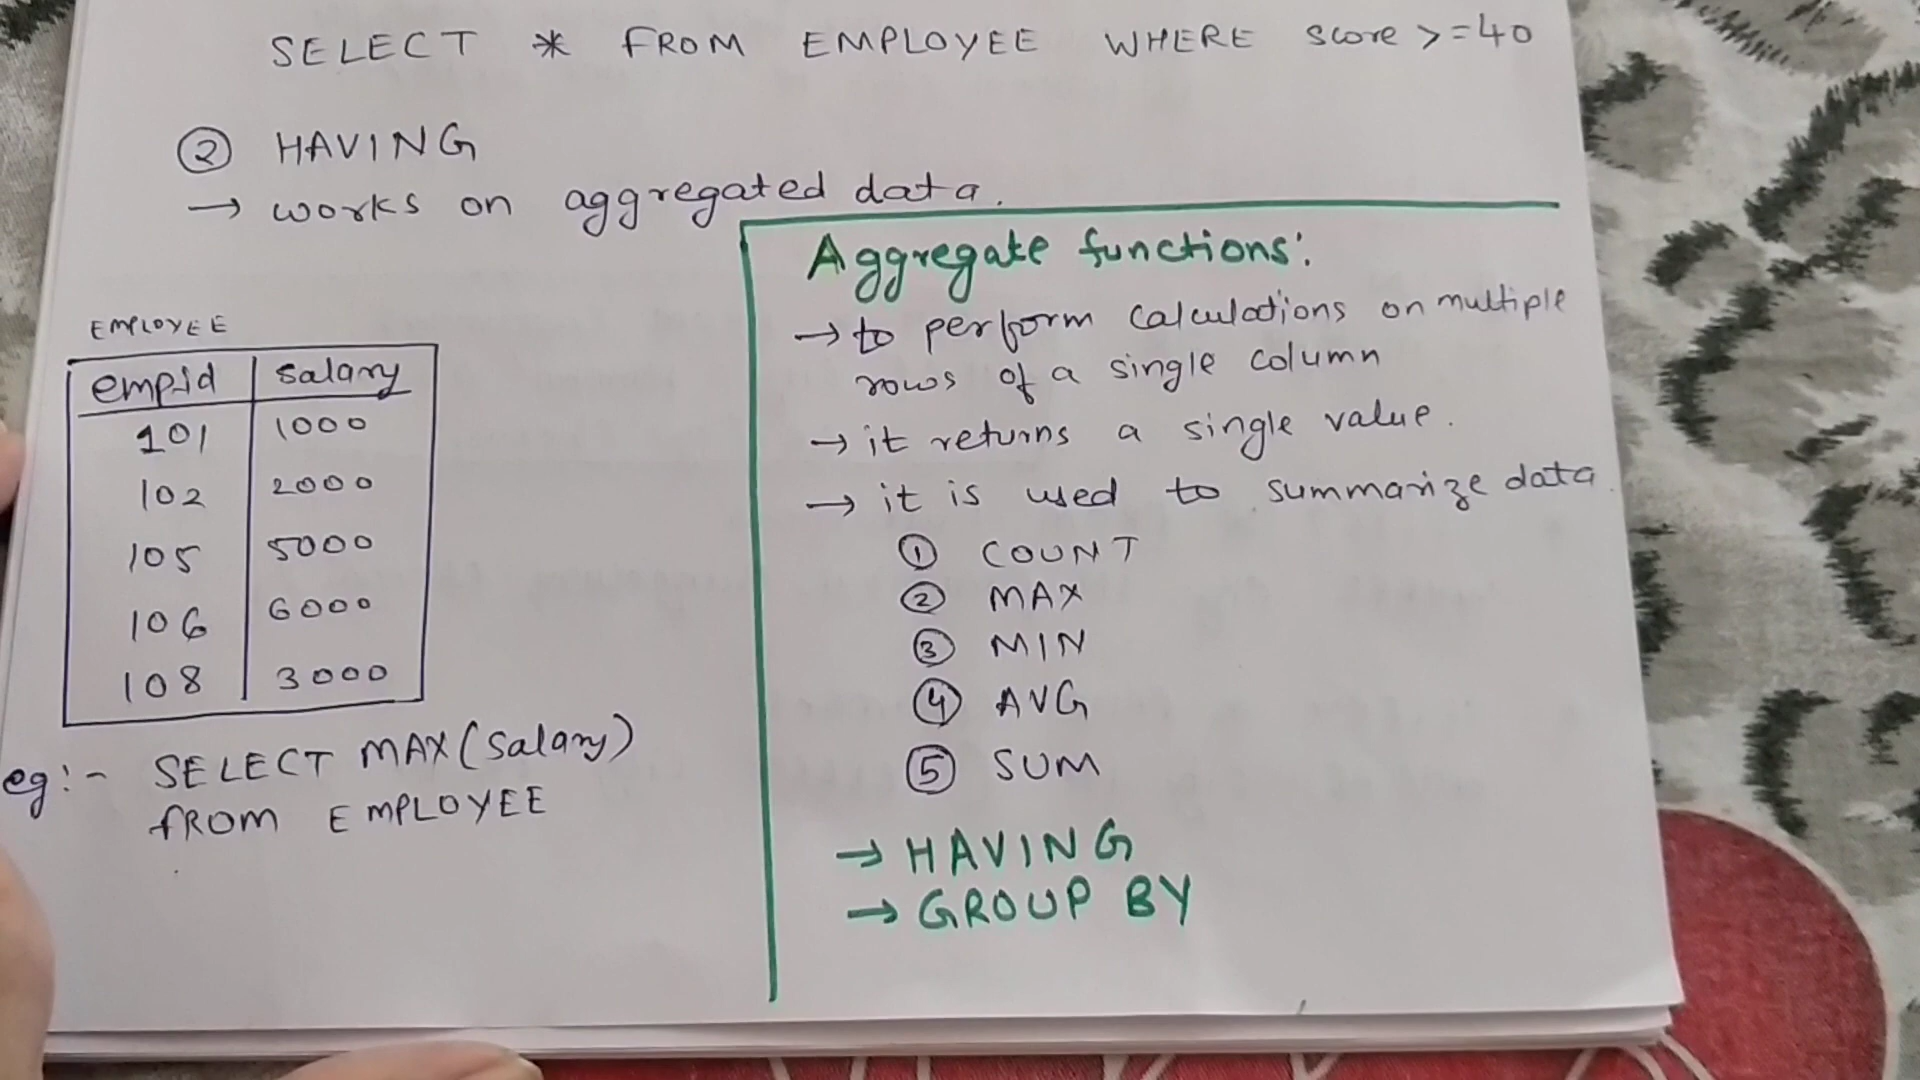 SELECT * FROM EMPLOYEE WHERE score >=40
② HAVING
→ works on aggregated data.
EMPLOYEE
empid salary
101 1000
102 2000
105 5000
106 6000
108 3000
eg:- SELECT MAX(salary)
FROM EMPLOYEE
Aggregate functions:
→ to perform calculations on multiple
rows of a single column
→ it returns a single value.
→ it is used to summarize data.
① COUNT
② MAX
③ MIN
④ AVG
⑤ SUM
→ HAVING
→ GROUP BY